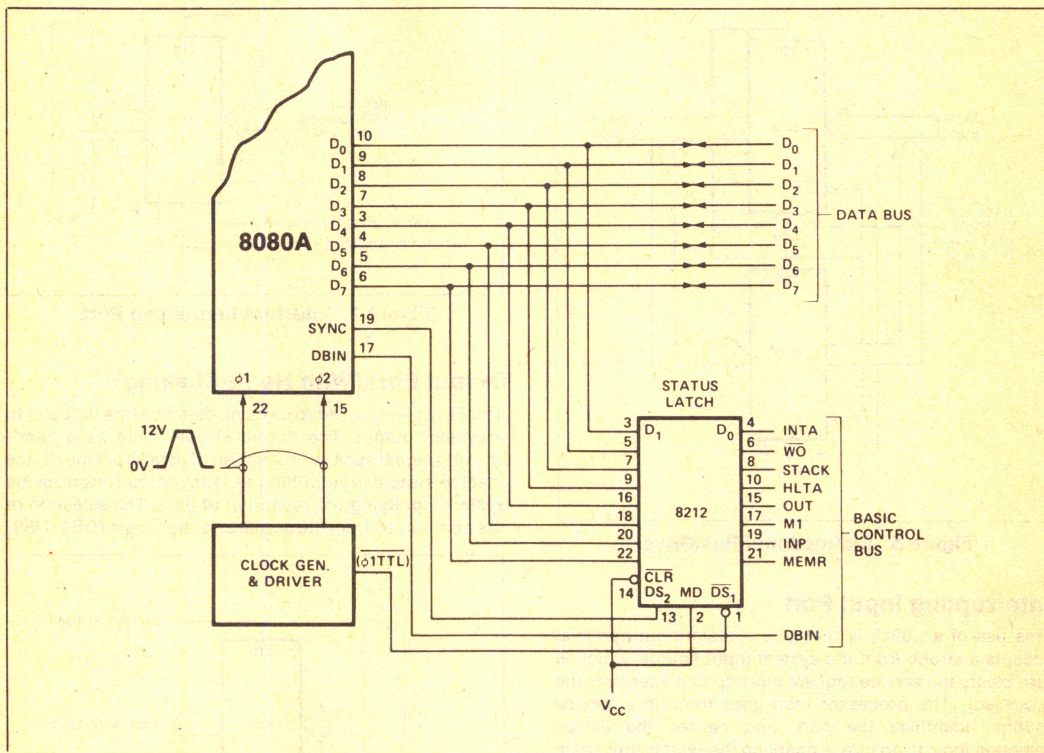 8080A
D0 10
D1 9
D2 8
D3 7
D4 3
D5 4
D6 5
D7 6
SYNC 19
DBIN 17
φ1 φ2
22 15
12V
0V
CLOCK GEN.
& DRIVER
(φ1TTL)
D0
D1
D2
D3
D4
D5
D6
D7
DATA BUS
STATUS
LATCH
3 D1 D0 4 INTA
5 6 WO
7 8 STACK
9 10 HLTA
16 15 OUT
18 8212 17 M1
20 19 INP
22 21 MEMR
CLR
14 DS2 MD DS1
13 2 1
DBIN
BASIC
CONTROL
BUS
VCC